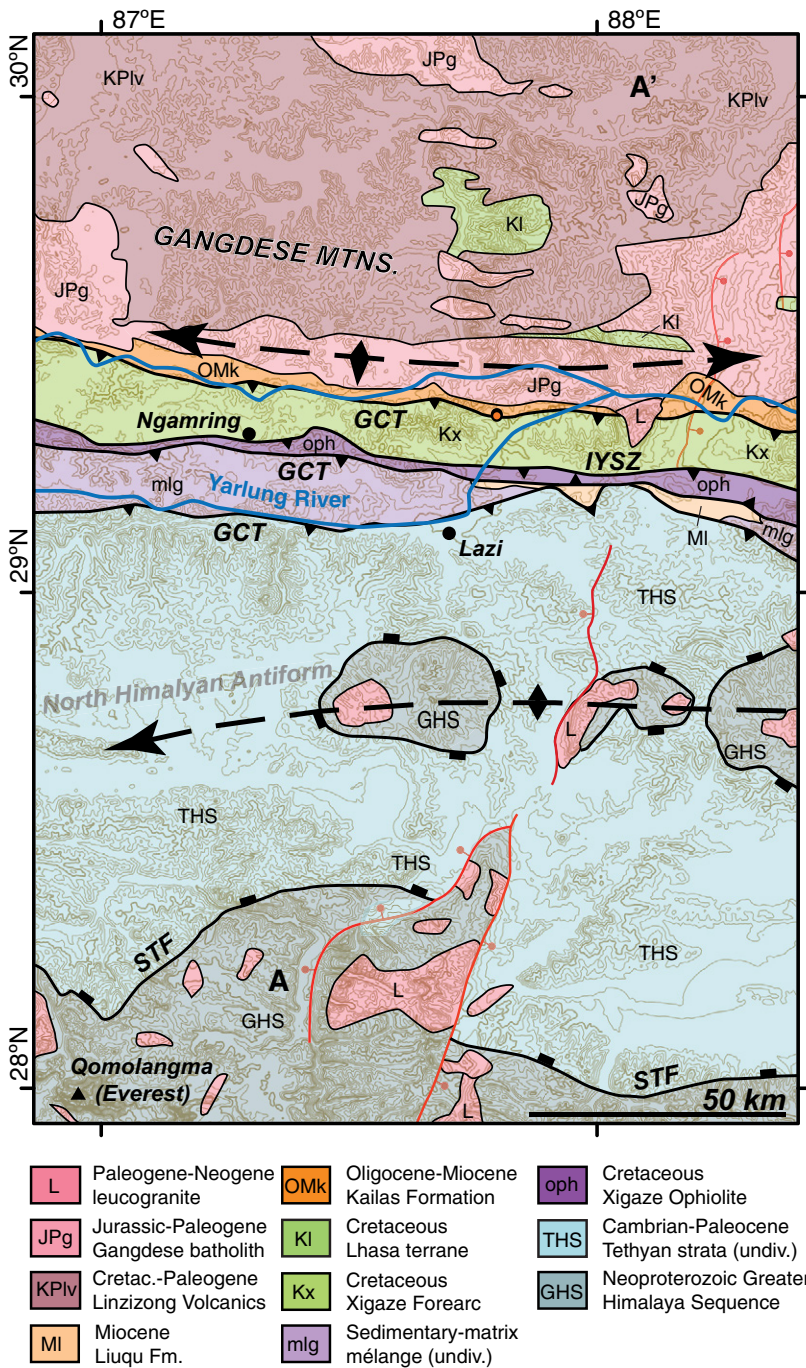 87°E
88°E
30°N
JPg
KPlv
A'
KPlv
JPg
Kl
GANGDESE MTNS.
JPg
Kl
OMk
OMk
JPg
L
Ngamring
GCT
Kx
Kx
oph
IYSZ
GCT
oph
mlg
Yarlung River
Ml
mlg
GCT
Lazi
29°N
THS
North Himalyan Antiform
GHS
L
GHS
THS
THS
STF
THS
A
L
GHS
28°N
Qomolangma
(Everest)
STF
50 km
L
L
Paleogene-Neogene
leucogranite
JPg
Jurassic-Paleogene
Gangdese batholith
KPlv
Cretac.-Paleogene
Linzizong Volcanics
Ml
Miocene
Liuqu Fm.
OMk
Oligocene-Miocene
Kailas Formation
Kl
Cretaceous
Lhasa terrane
Kx
Cretaceous
Xigaze Forearc
mlg
Sedimentary-matrix
mélange (undiv.)
oph
Cretaceous
Xigaze Ophiolite
THS
Cambrian-Paleocene
Tethyan strata (undiv.)
GHS
Neoproterozoic Greater
Himalaya Sequence